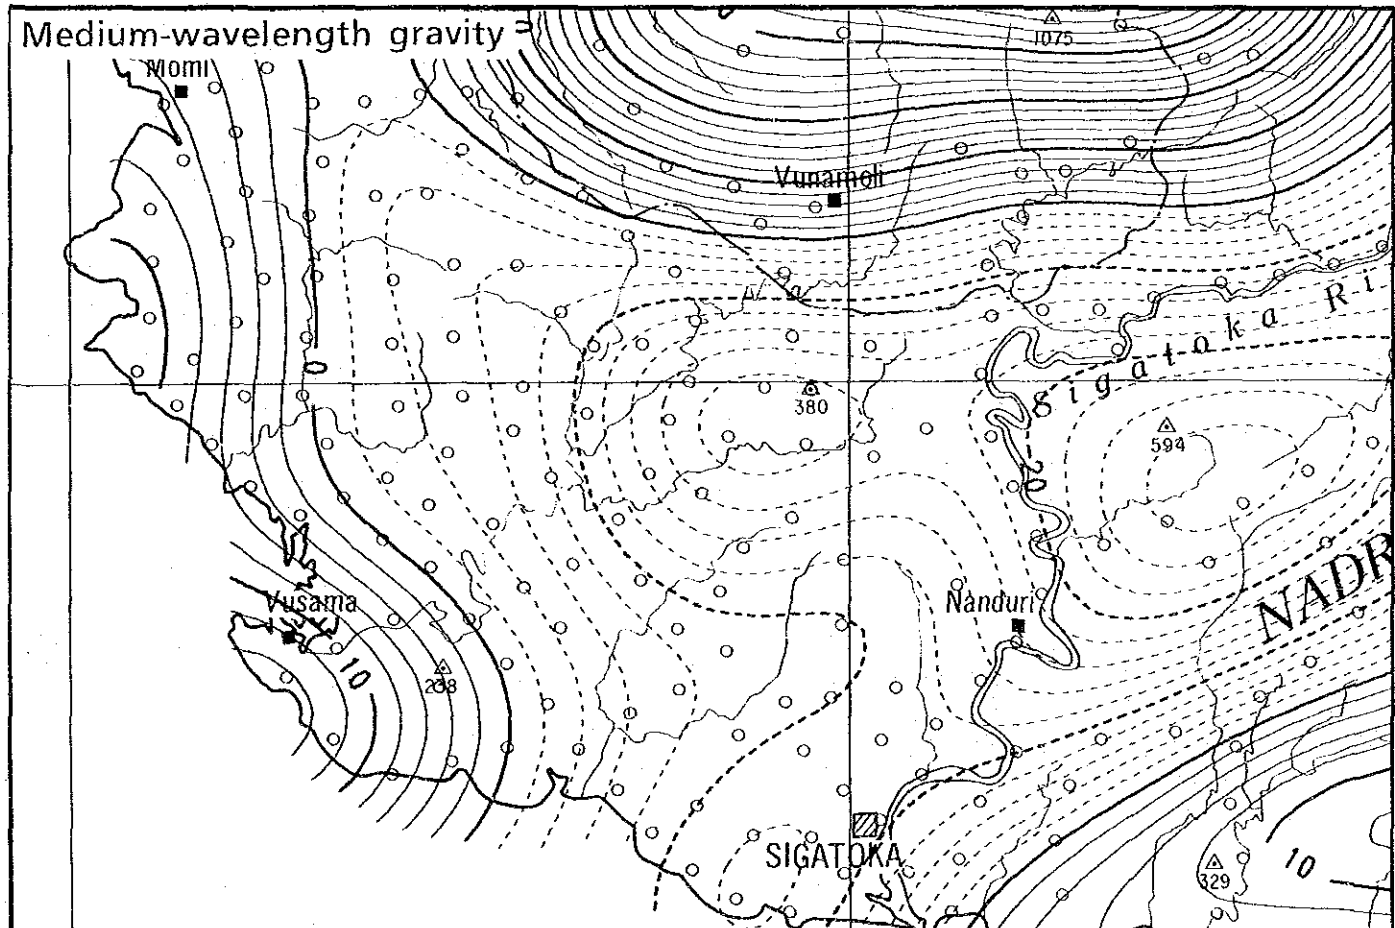 Medium-wavelength gravity
1075
Momi
Vunamoli
Sigatoka Ri
0
380
594
20
NADR
Vusama
Nanduri
10
238
SIGATOKA
10
329